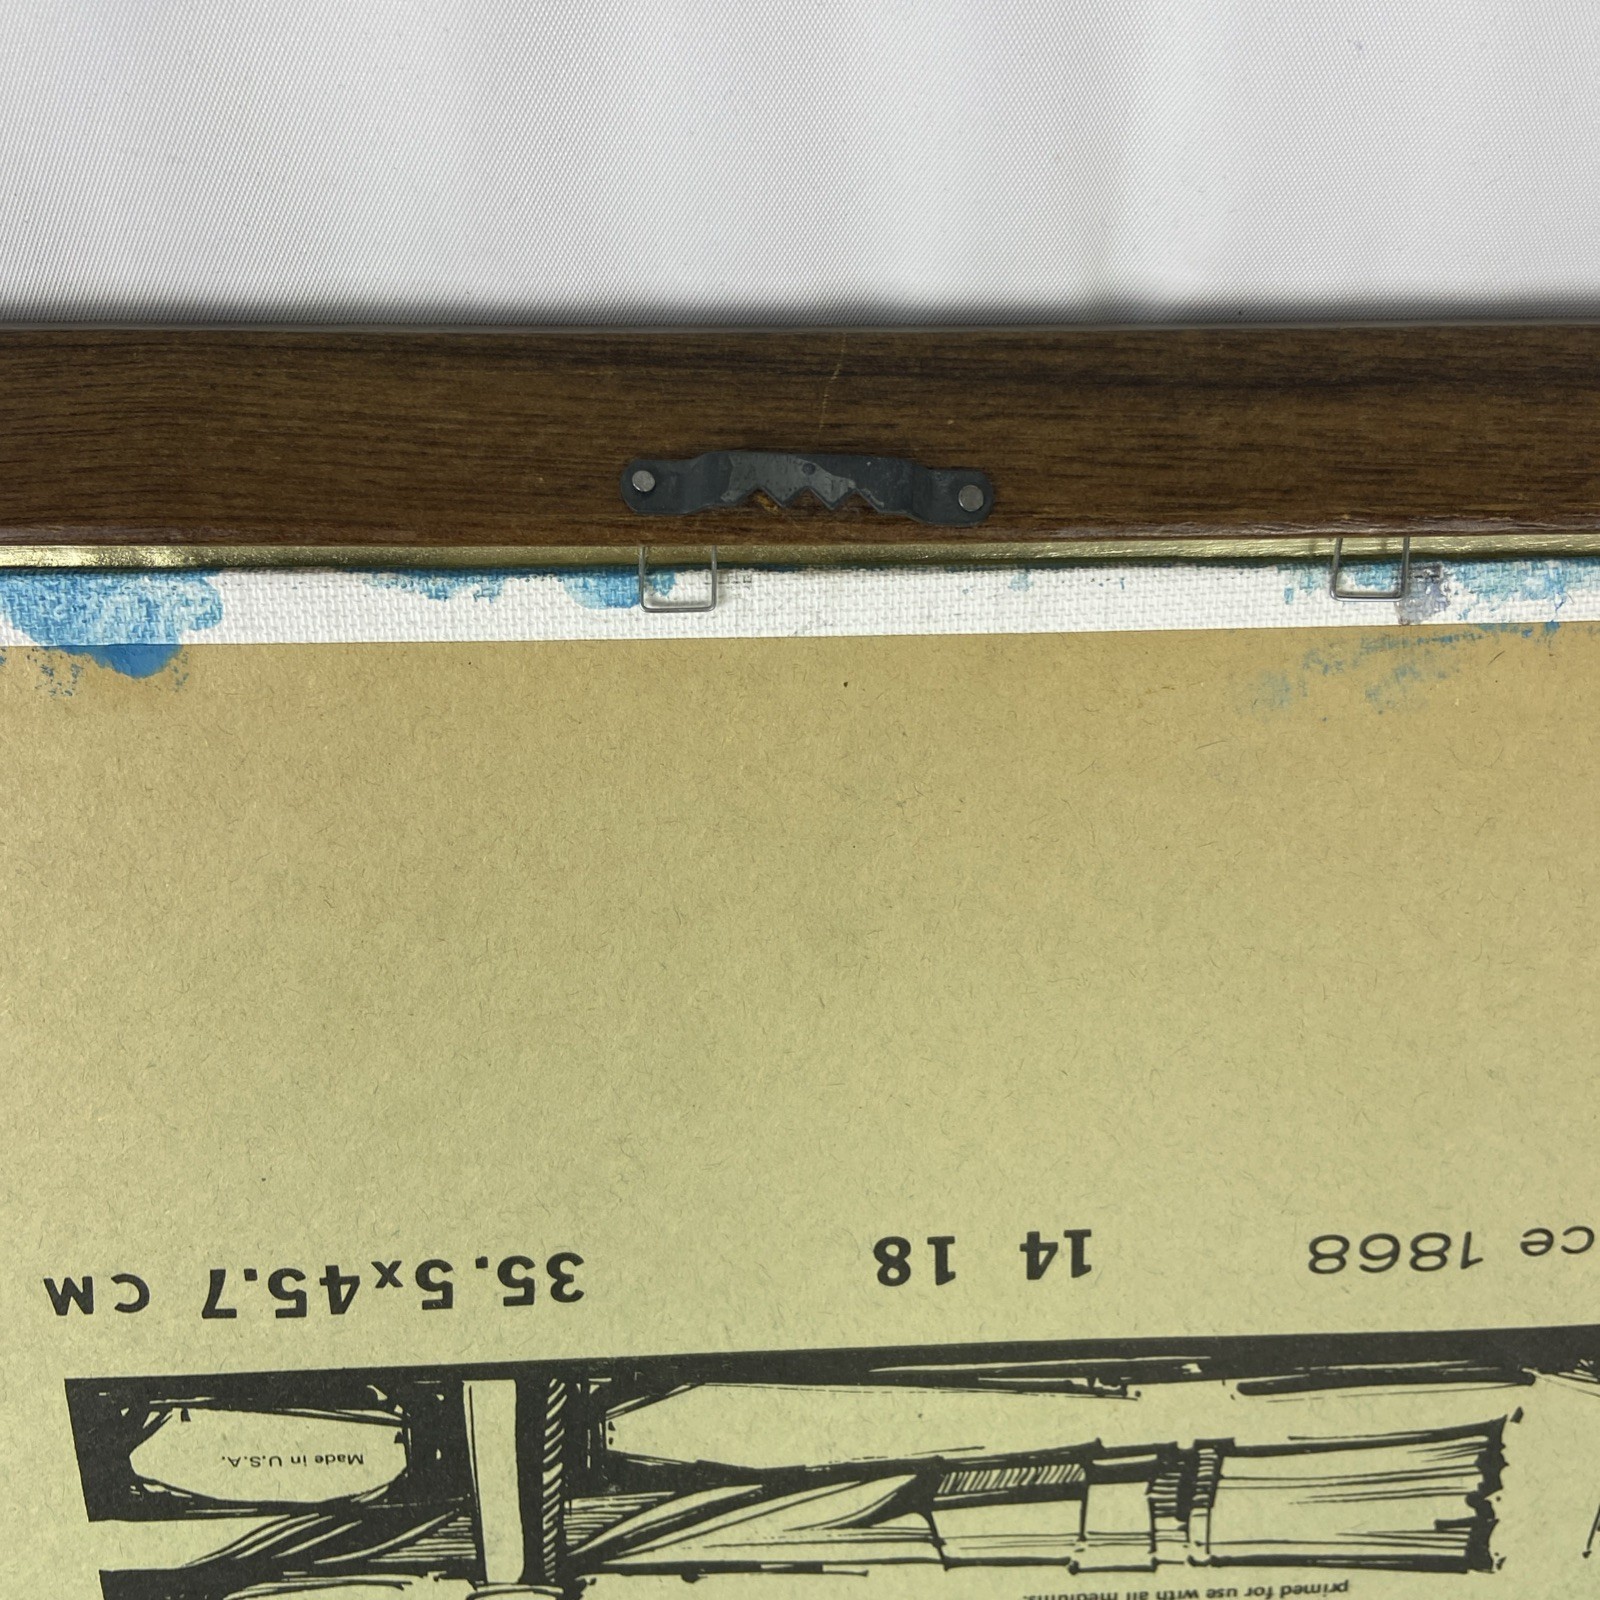 primed for use with all mediums.
Made in U.S.A.
ce 1868 14 18 35.5x45.7 CM